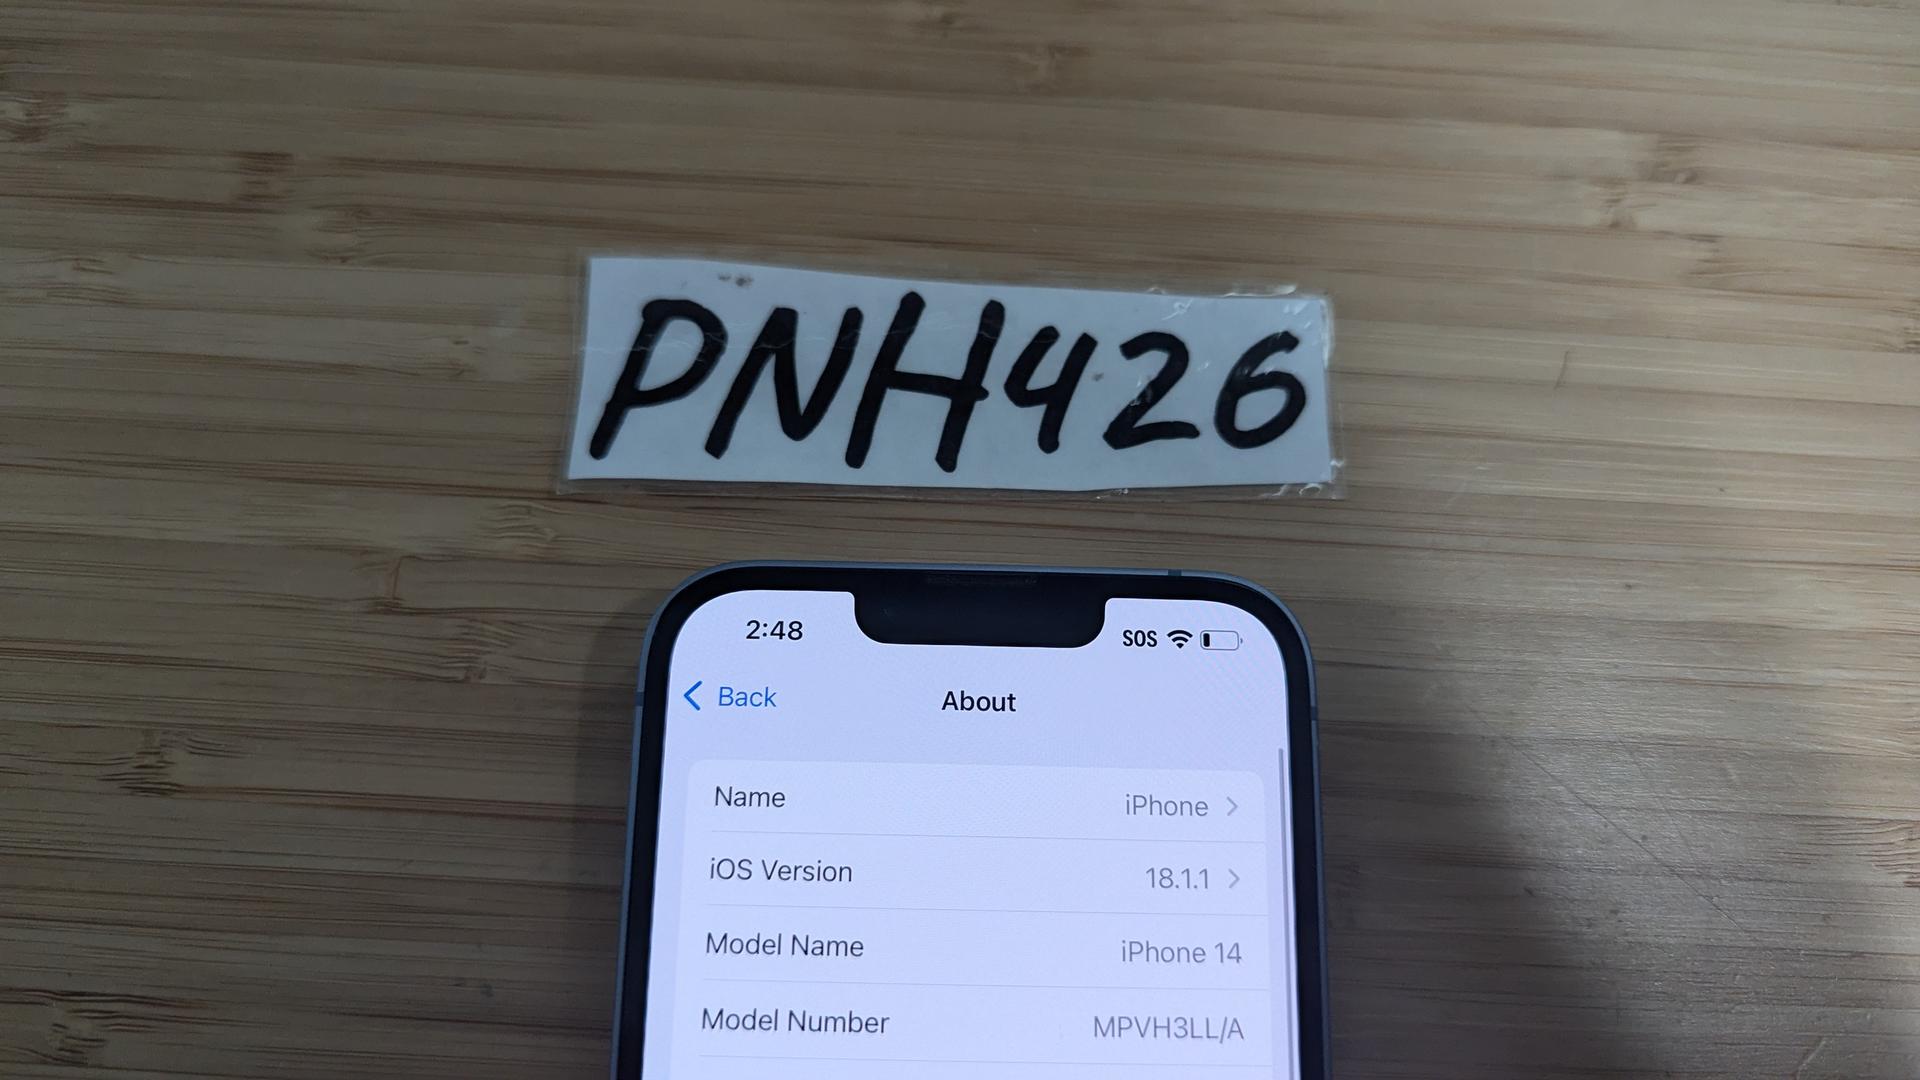 PNH426
2:48 SOS
Back About
Name iPhone
iOS Version 18.1.1
Model Name iPhone 14
Model Number MPVH3LL/A